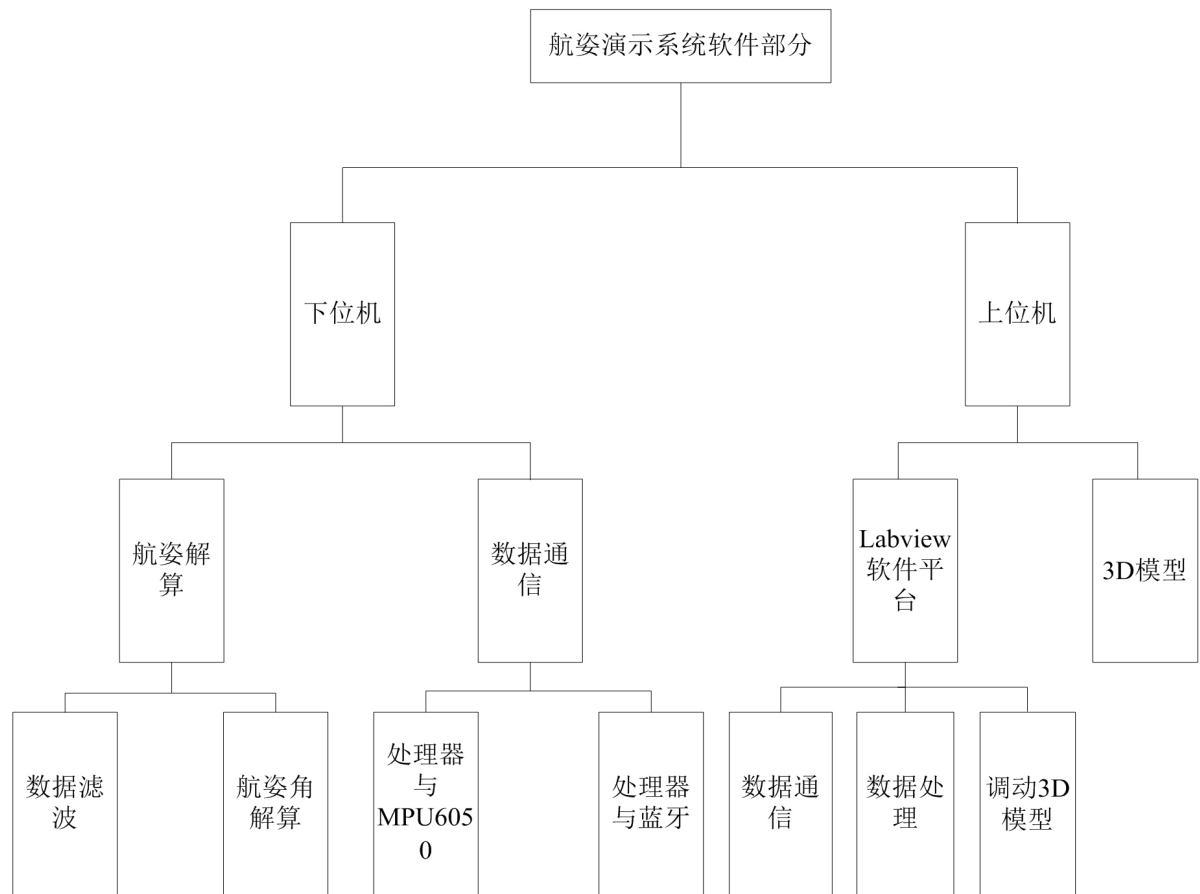 航姿演示系统软件部分
下位机
上位机
航姿解
算
数据通
信
Labview
软件平
台
3D模型
数据滤
波
航姿角
解算
处理器
与
MPU605
0
处理器
与蓝牙
数据通
信
数据处
理
调动3D
模型